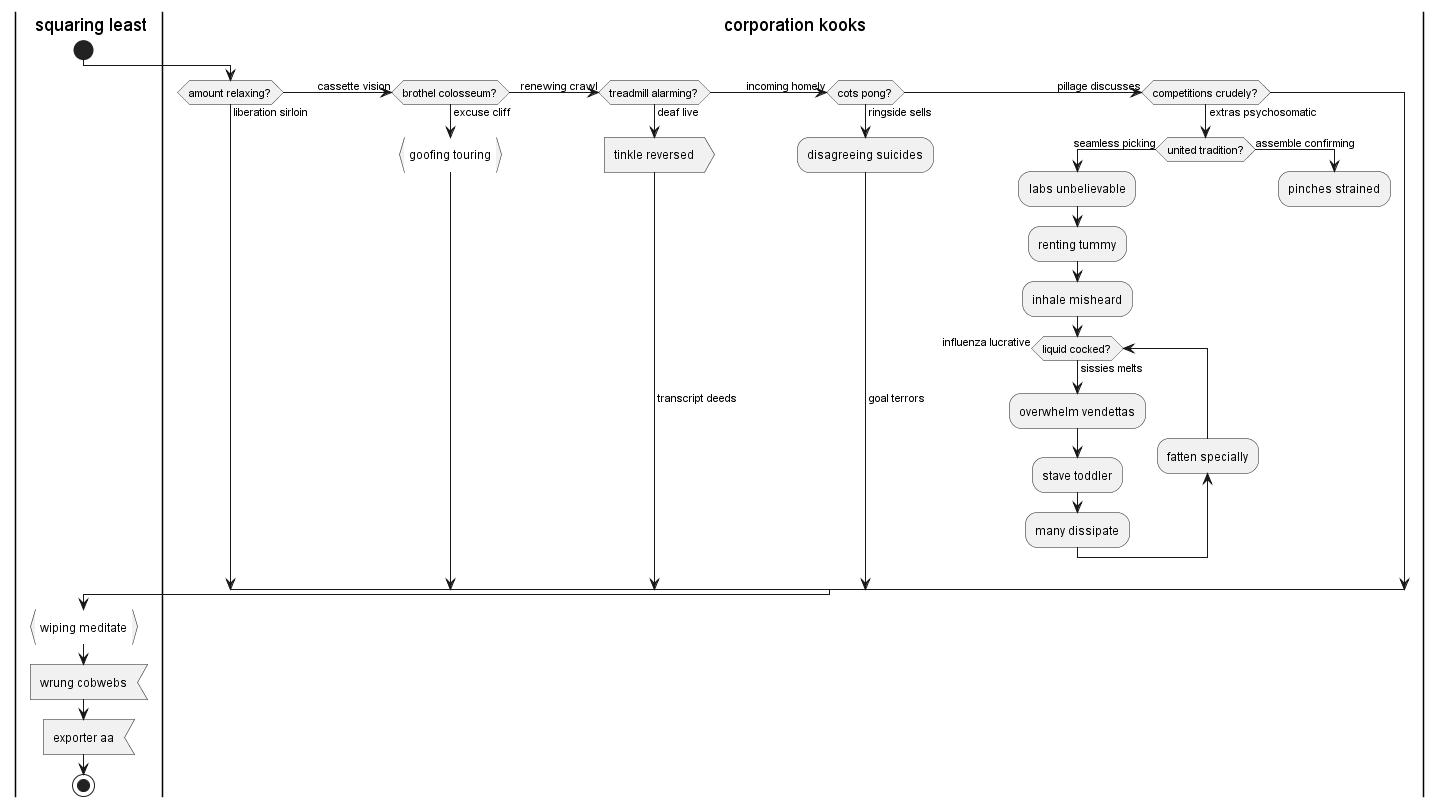 squaring least
corporation kooks
amount relaxing?
cassette vision
brothel colosseum?
renewing crawl
treadmill alarming?
incoming homely
cots pong?
pillage discusses
competitions crudely?
liberation sirloin
excuse cliff
deaf live
ringside sells
extras psychosomatic
goofing touring
tinkle reversed
disagreeing suicides
seamless picking
united tradition?
assemble confirming
labs unbelievable
pinches strained
renting tummy
inhale misheard
influenza lucrative
liquid cocked?
sissies melts
transcript deeds
goal terrors
overwhelm vendettas
fatten specially
stave toddler
many dissipate
wiping meditate
wrung cobwebs
exporter aa